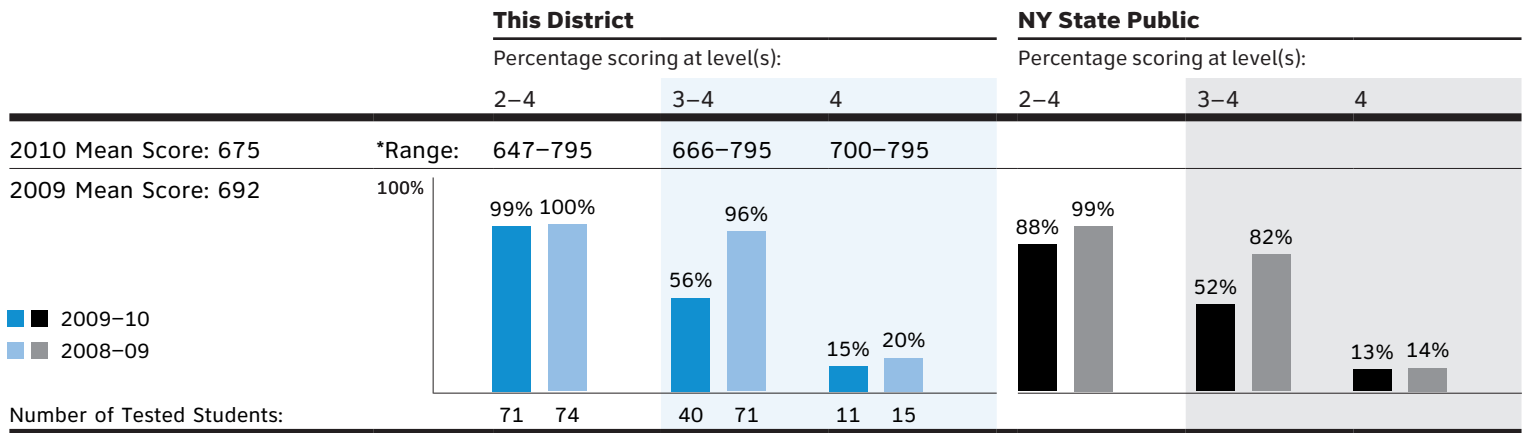 This District NY State Public
Percentage scoring at level(s): Percentage scoring at level(s):
2–4 3–4 4 2–4 3–4 4
2010 Mean Score: 675 *Range: 647–795 666–795 700–795
2009 Mean Score: 692 100%
99% 100% 96% 88% 99%
56% 52% 82%
15% 20% 13% 14%
2009–10
2008–09
Number of Tested Students: 71 74 40 71 11 15